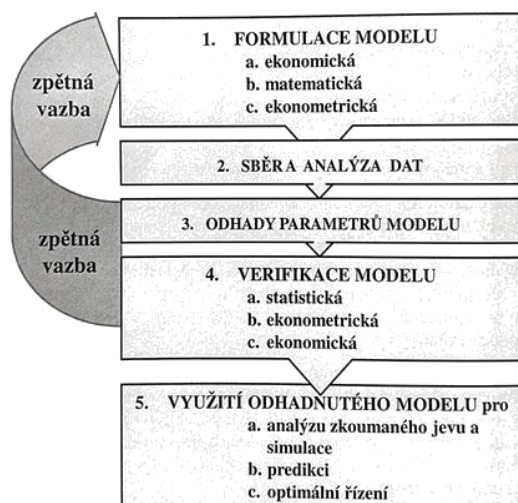 1. FORMULACE MODELU
a. ekonomická
b. matematická
c. ekonometrická
zpětná
vazba
2. SBĚR A ANALÝZA DAT
3. ODHADY PARAMETRŮ MODELU
zpětná
vazba
4. VERIFIKACE MODELU
a. statistická
b. ekonometrická
c. ekonomická
5. VYUŽITÍ ODHADNUTÉHO MODELU pro
a. analýzu zkoumaného jevu a
simulace
b. predikci
c. optimální řízení